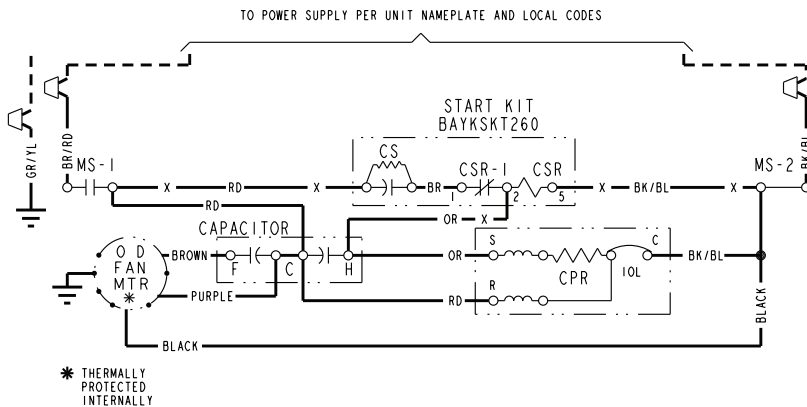 TO POWER SUPPLY PER UNIT NAMEPLATE AND LOCAL CODES
START KIT
BAYKSKT260
GR/YL
BR/RD
BK/BL
MS-1
CS
CSR-1
CSR
MS-2
X RD X
BR
1
2
5
X BK/BL X
RD
OR X
CAPACITOR
O D
FAN
MTR
*
BROWN
F
C
H
OR
S
CPR
IOL
C
BK/BL
PURPLE
RD
R
BLACK
BLACK
* THERMALLY
PROTECTED
INTERNALLY